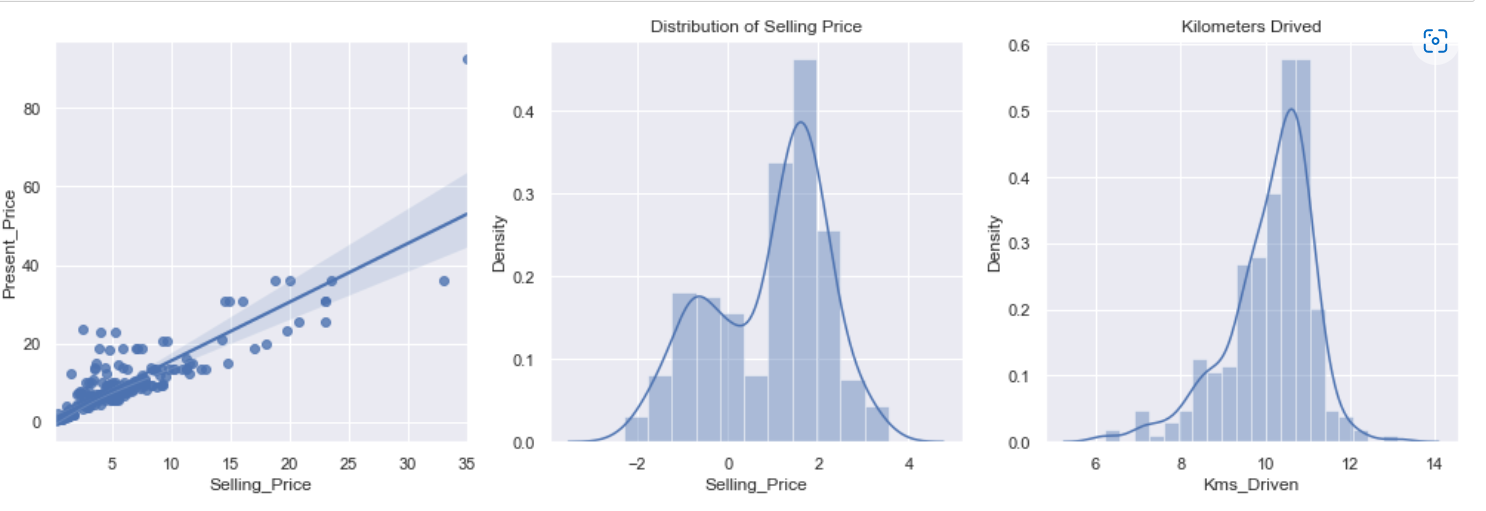 Present_Price
80
60
40
20
0
5 10 15 20 25 30 35
Selling_Price
Distribution of Selling Price
Density
0.4
0.3
0.2
0.1
0.0
−2 0 2 4
Selling_Price
Kilometers Drived
Density
0.6
0.5
0.4
0.3
0.2
0.1
0.0
6 8 10 12 14
Kms_Driven